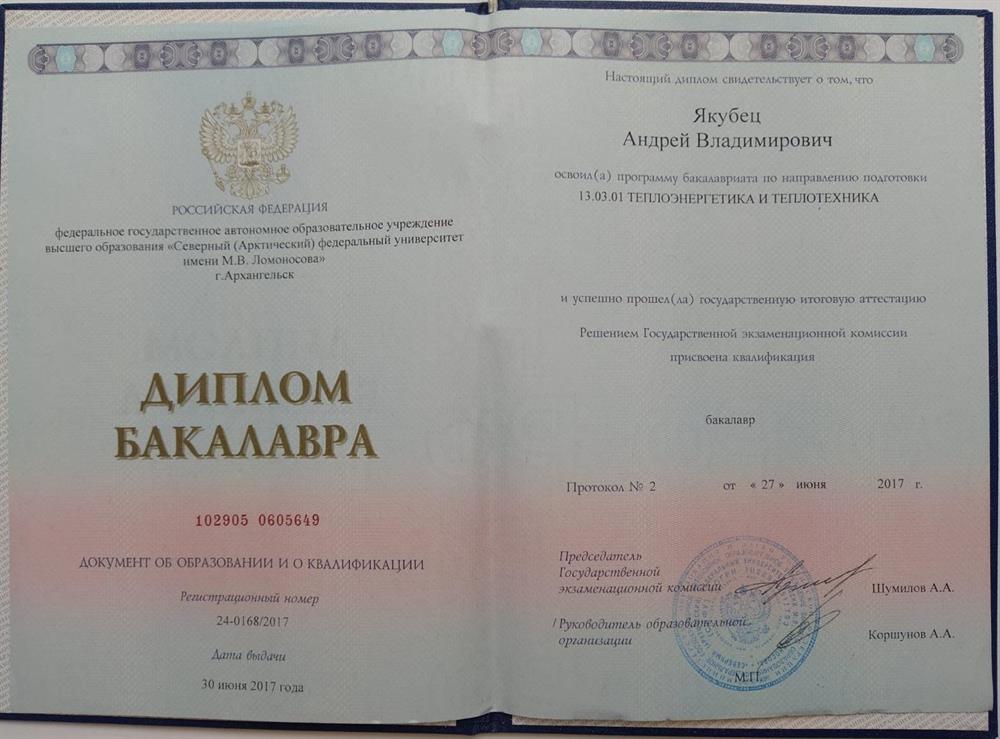 РОССИЙСКАЯ ФЕДЕРАЦИЯ
федеральное государственное автономное образовательное учреждение
высшего образования «Северный (Арктический) федеральный университет
имени М.В. Ломоносова»
г.Архангельск
ДИПЛОМ
БАКАЛАВРА
102905 0605649
ДОКУМЕНТ ОБ ОБРАЗОВАНИИ И О КВАЛИФИКАЦИИ
Регистрационный номер
24-0168/2017
Дата выдачи
30 июня 2017 года
Настоящий диплом свидетельствует о том, что
Якубец
Андрей Владимирович
освоил(а) программу бакалавриата по направлению подготовки
13.03.01 ТЕПЛОЭНЕРГЕТИКА И ТЕПЛОТЕХНИКА
и успешно прошел(ла) государственную итоговую аттестацию
Решением Государственной экзаменационной комиссии
присвоена квалификация
бакалавр
Протокол № 2 от « 27 » июня 2017 г.
Председатель
Государственной
экзаменационной комиссии Шумилов А.А.
/ Руководитель образовательной
организации Коршунов А.А.
М.П.